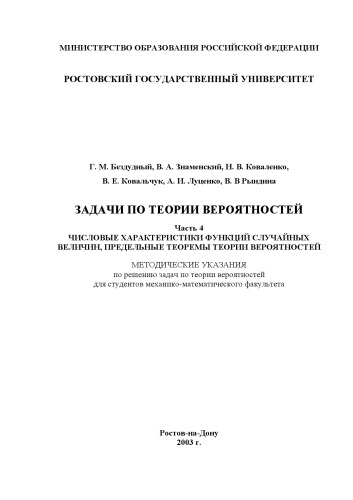 МИНИСТЕРСТВО ОБРАЗОВАНИЯ РОССИЙСКОЙ ФЕДЕРАЦИИ
РОСТОВСКИЙ ГОСУДАРСТВЕННЫЙ УНИВЕРСИТЕТ
Г. М. Бездудный, В. А. Знаменский, Н. В. Коваленко,
В. Е. Ковальчук, А. И. Луценко, В. В Рындина
ЗАДАЧИ ПО ТЕОРИИ ВЕРОЯТНОСТЕЙ
Часть 4
ЧИСЛОВЫЕ ХАРАКТЕРИСТИКИ ФУНКЦИЙ СЛУЧАЙНЫХ
ВЕЛИЧИН, ПРЕДЕЛЬНЫЕ ТЕОРЕМЫ ТЕОРИИ ВЕРОЯТНОСТЕЙ
МЕТОДИЧЕСКИЕ УКАЗАНИЯ
по решению задач по теории вероятностей
для студентов механико-математического факультета
Ростов-на-Дону
2003 г.